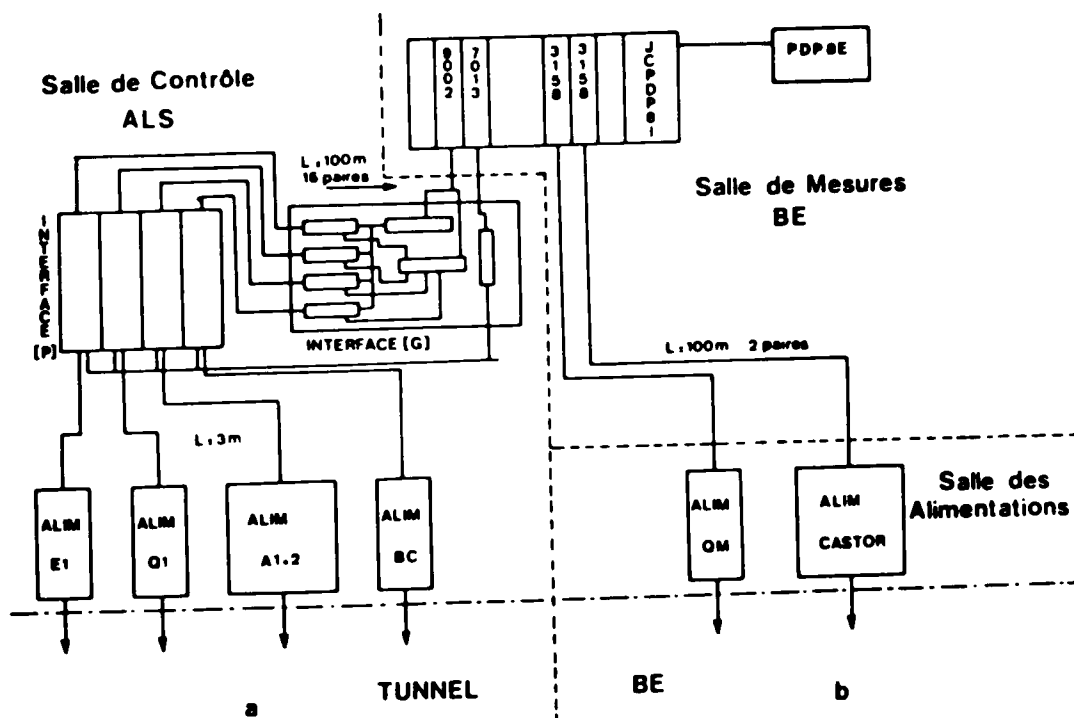 Salle de Contrôle
ALS
9002
7013
3158
3158
JCPDP8I
PDP8E
L : 100m
16 paires
Salle de Mesures
BE
INTERFACE
[P]
INTERFACE [G]
L : 100m 2 paires
L : 3m
ALIM
E1
ALIM
Q1
ALIM
A1.2
ALIM
BC
ALIM
QM
ALIM
CASTOR
Salle des
Alimentations
TUNNEL
BE
a
b